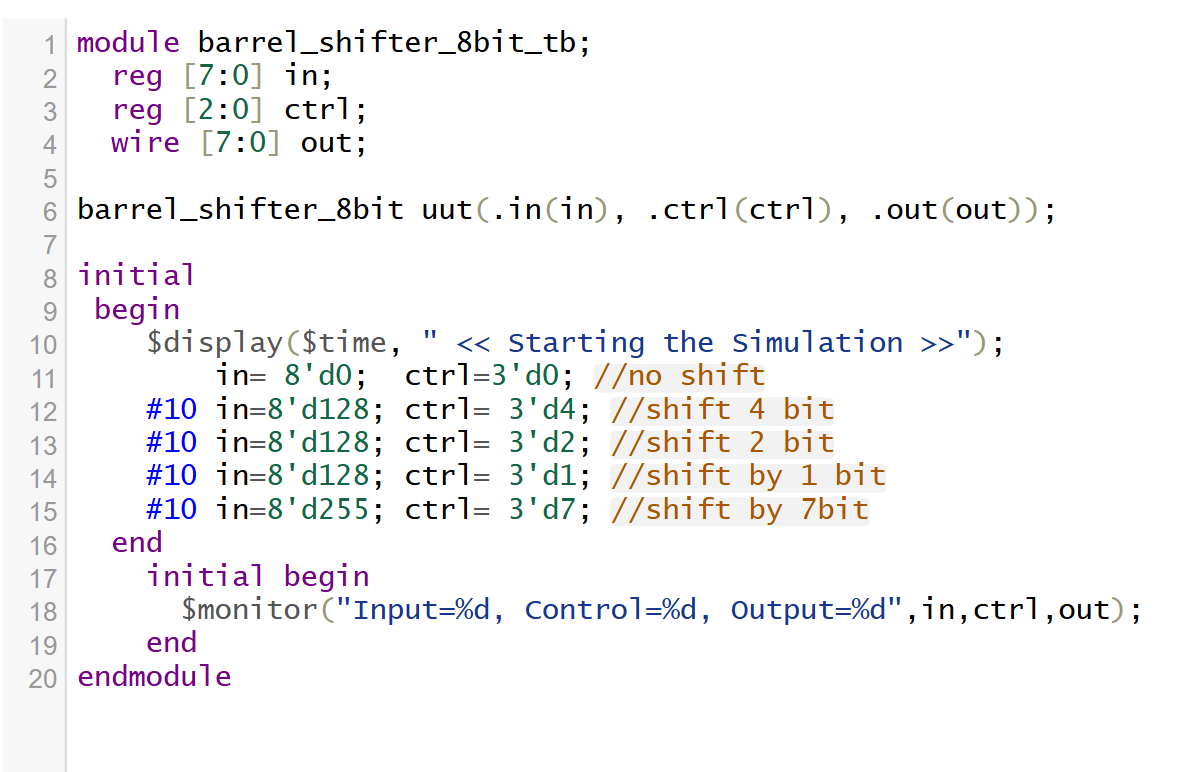 1 module barrel_shifter_8bit_tb;
2 reg [7:0] in;
3 reg [2:0] ctrl;
4 wire [7:0] out;
5
6 barrel_shifter_8bit uut(.in(in), .ctrl(ctrl), .out(out));
7
8 initial
9 begin
10 $display($time, " << Starting the Simulation >>");
11 in= 8'd0;  ctrl=3'd0; //no shift
12 #10 in=8'd128; ctrl= 3'd4; //shift 4 bit
13 #10 in=8'd128; ctrl= 3'd2; //shift 2 bit
14 #10 in=8'd128; ctrl= 3'd1; //shift by 1 bit
15 #10 in=8'd255; ctrl= 3'd7; //shift by 7bit
16 end
17 initial begin
18 $monitor("Input=%d, Control=%d, Output=%d",in,ctrl,out);
19 end
20 endmodule